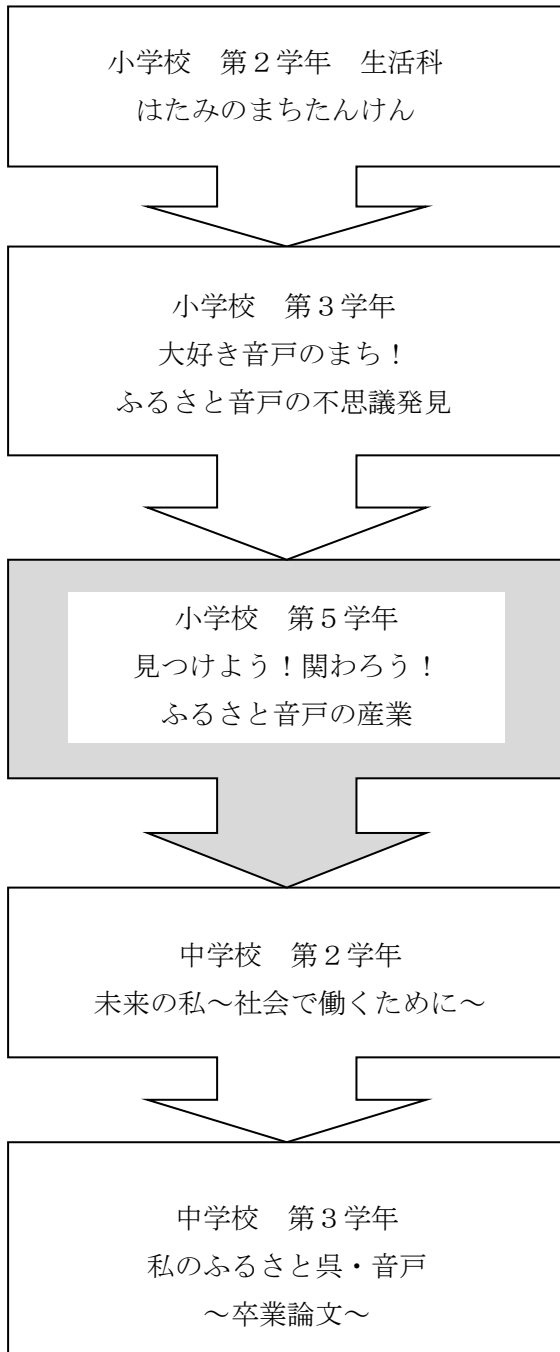 小学校　第２学年　生活科
はたみのまちたんけん
小学校　第３学年
大好き音戸のまち！
ふるさと音戸の不思議発見
小学校　第５学年
見つけよう！関わろう！
ふるさと音戸の産業
中学校　第２学年
未来の私～社会で働くために～
中学校　第３学年
私のふるさと呉・音戸
～卒業論文～